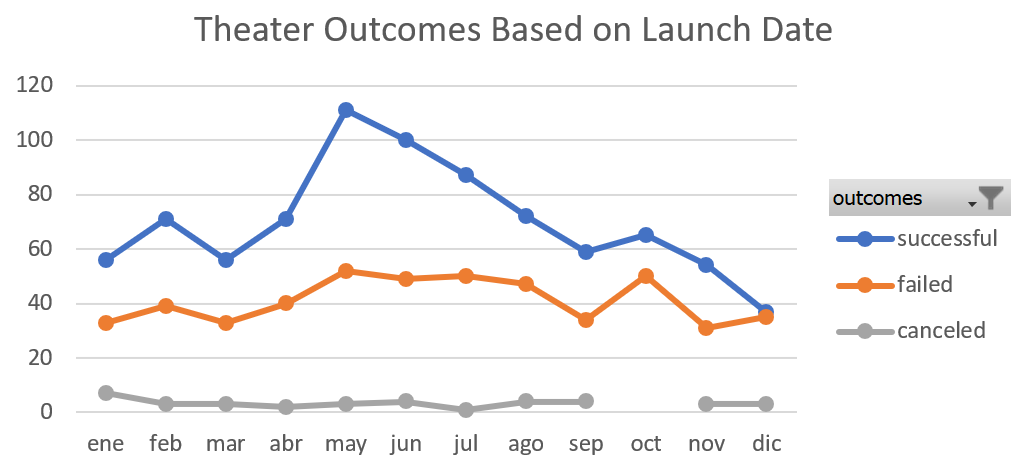 Theater Outcomes Based on Launch Date
120
100
80
60
40
20
0
ene feb mar abr may jun jul ago sep oct nov dic
outcomes
successful
failed
canceled